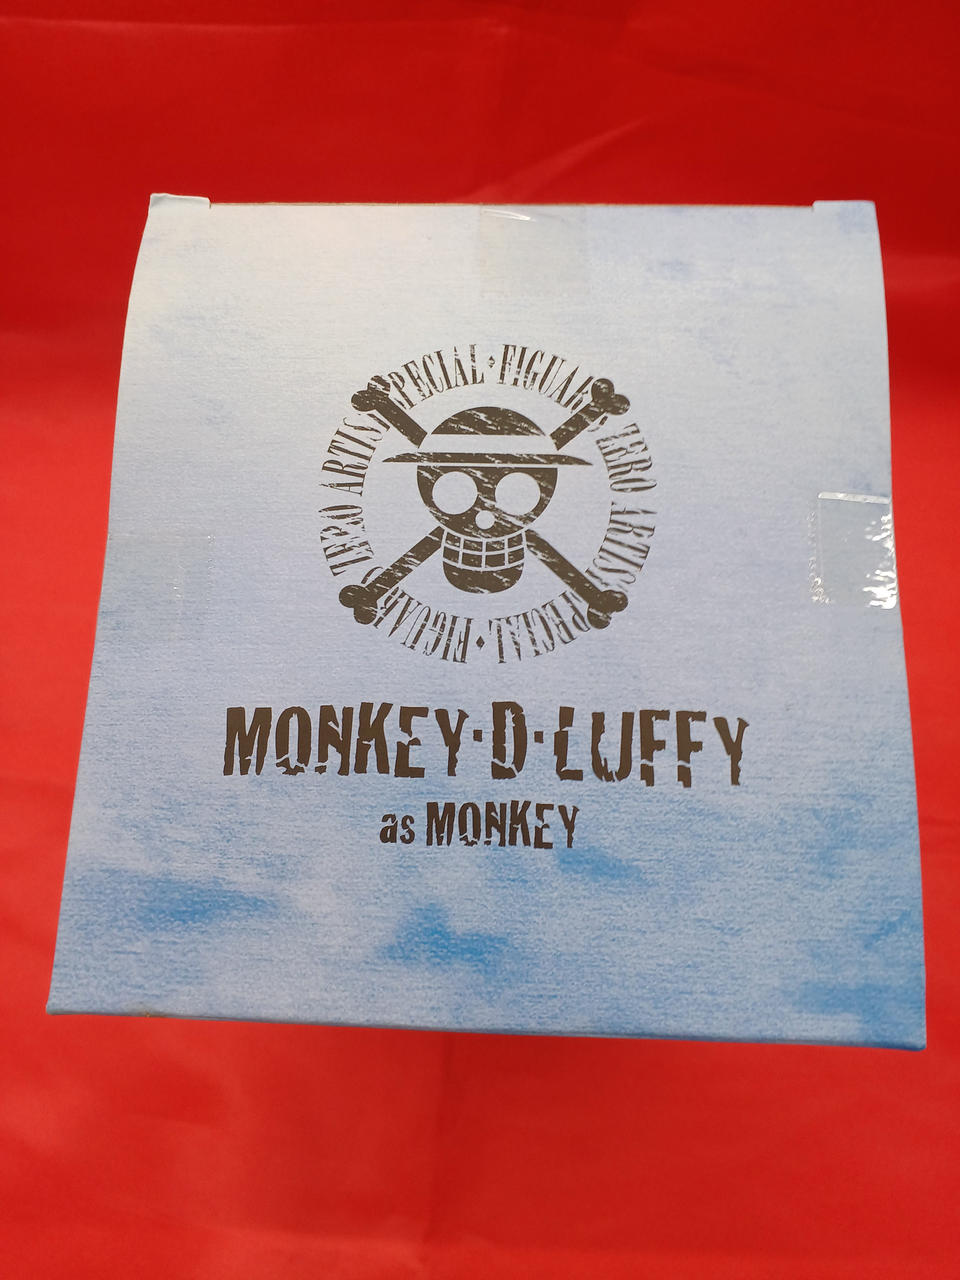 SPECIAL·FIGUARTS ZERO ARTIST SPECIAL·FIGUARTS ZERO ARTIST
MONKEY·D·LUFFY
as MONKEY